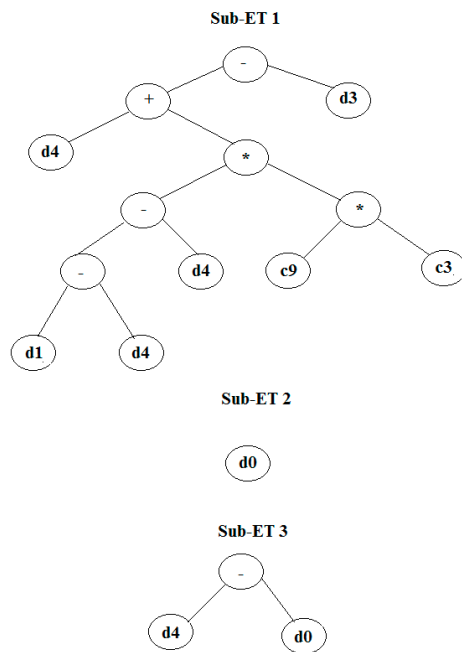 Sub-ET 1
-
+ d3
d4 *
- *
- d4 c9 c3
d1 d4
Sub-ET 2
d0
Sub-ET 3
-
d4 d0